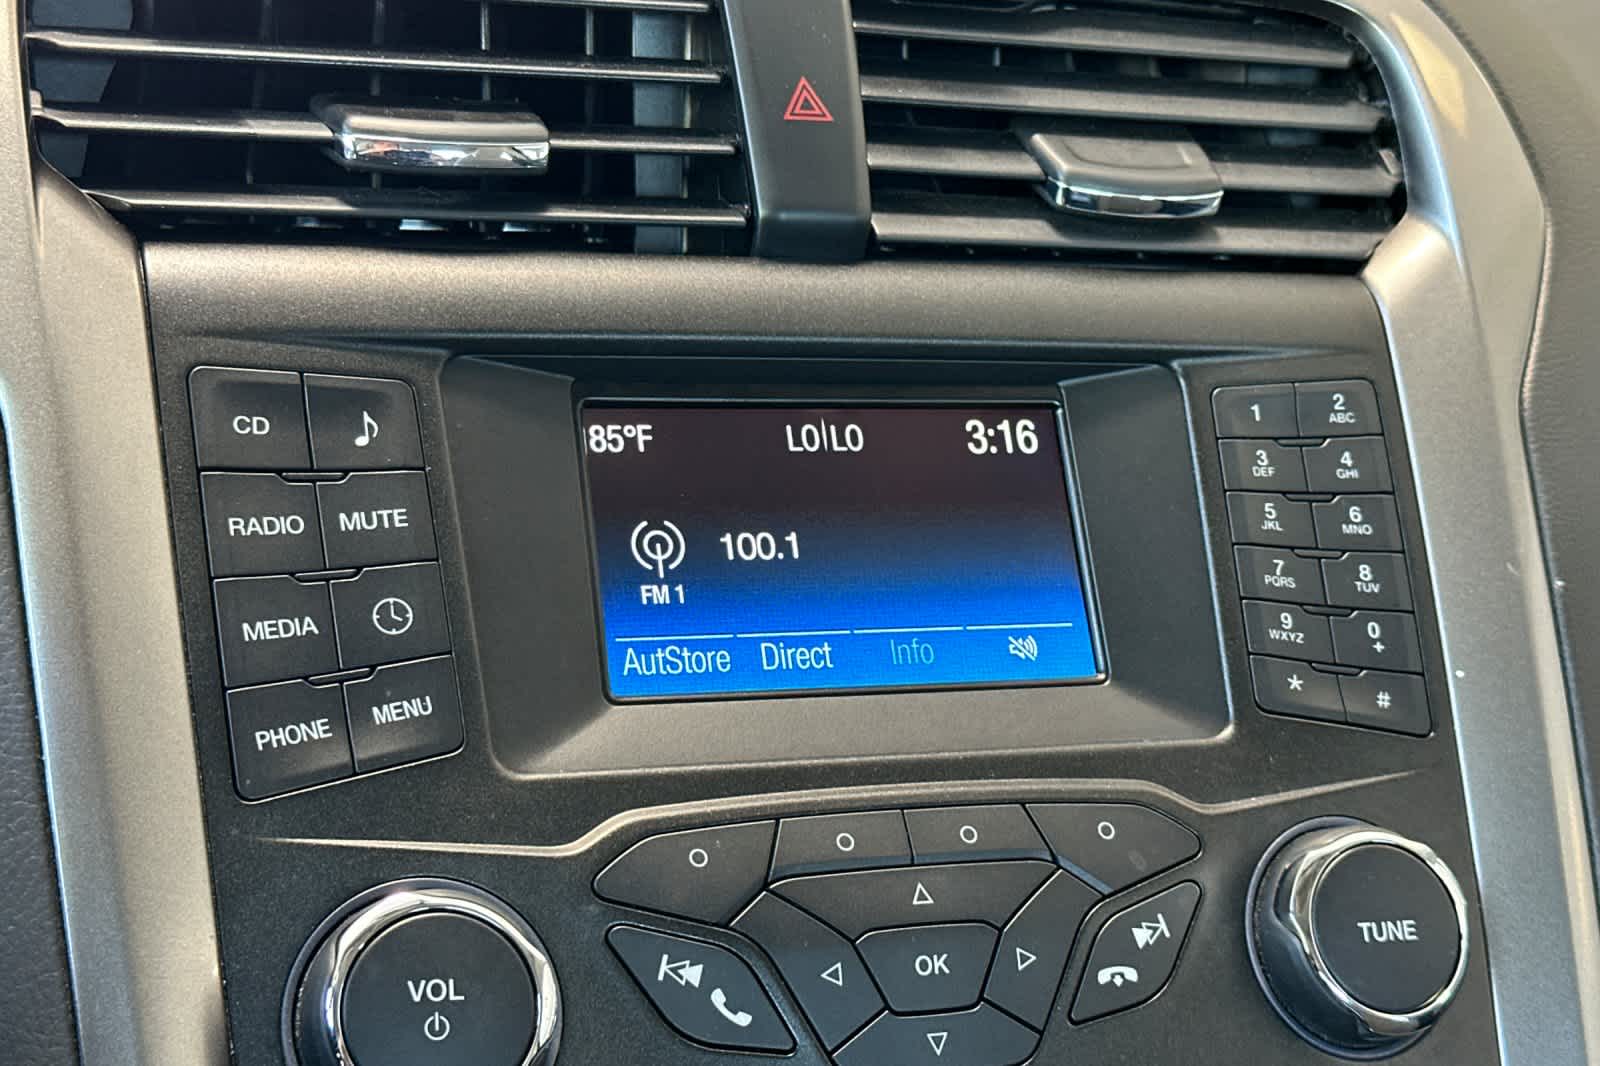 CD
RADIO MUTE
MEDIA
PHONE MENU
85°F LO|LO 3:16
100.1
FM 1
AutStore Direct Info
1 2 ABC
3 DEF 4 GHI
5 JKL 6 MNO
7 PQRS 8 TUV
9 WXYZ 0 +
* #
VOL
OK
TUNE